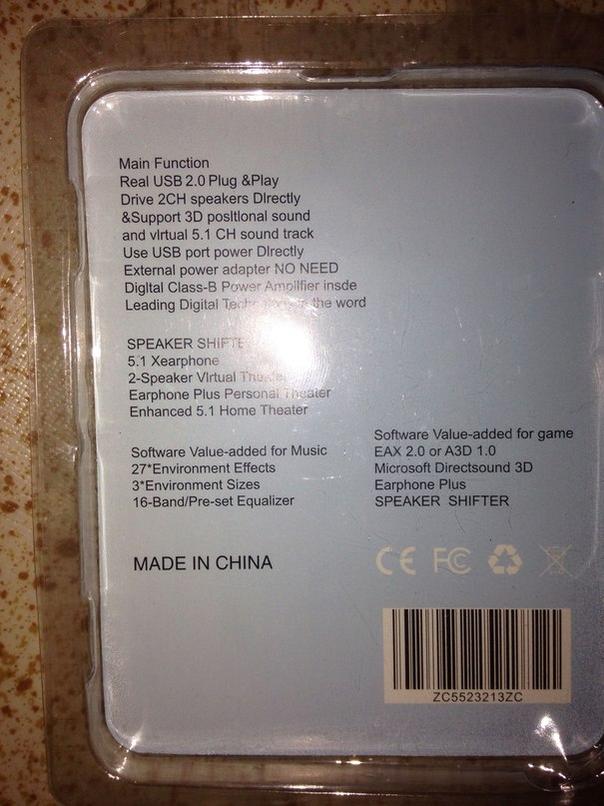 Main Function
Real USB 2.0 Plug &Play
Drive 2CH speakers DIrectly
&Support 3D posItIonal sound
and vIrtual 5.1 CH sound track
Use USB port power DIrectly
External power adapter NO NEED
DigItal Class-B Power AmpIlfier insde
Leading Digital in the word
SPEAKER SHIFTE
5.1 Xearphone
2-Speaker VIrtual
Earphone Plus Personal Theater
Enhanced 5.1 Home Theater
Software Value-added for Music
27*Environment Effects
3*Environment Sizes
16-Band/Pre-set Equalizer
Software Value-added for game
EAX 2.0 or A3D 1.0
Microsoft Directsound 3D
Earphone Plus
SPEAKER SHIFTER
MADE IN CHINA
CE FC
ZC5523213ZC